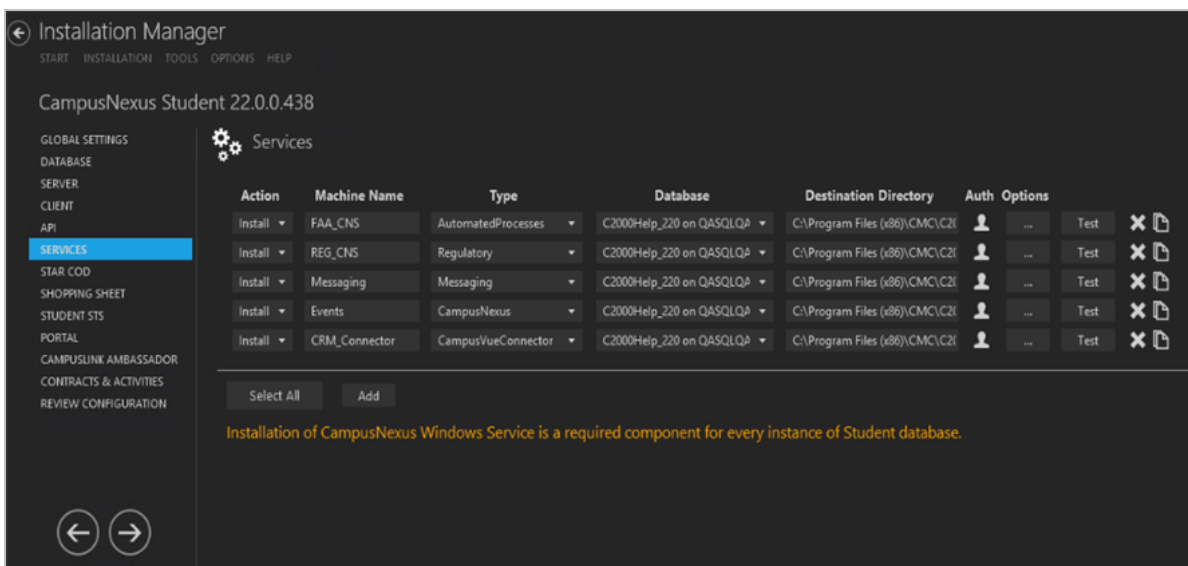 Installation Manager
START INSTALLATION TOOLS OPTIONS HELP
CampusNexus Student 22.0.0.438
GLOBAL SETTINGS
DATABASE
SERVER
CLIENT
API
SERVICES
STAR COD
SHOPPING SHEET
STUDENT STS
PORTAL
CAMPUSLINK AMBASSADOR
CONTRACTS & ACTIVITIES
REVIEW CONFIGURATION
Services
Action Machine Name Type Database Destination Directory Auth Options
Install FAA_CNS AutomatedProcesses C2000Help_220 on QASQLQA C:\Program Files (x86)\CMC\C20 ... Test
Install REG_CNS Regulatory C2000Help_220 on QASQLQA C:\Program Files (x86)\CMC\C20 ... Test
Install Messaging Messaging C2000Help_220 on QASQLQA C:\Program Files (x86)\CMC\C20 ... Test
Install Events CampusNexus C2000Help_220 on QASQLQA C:\Program Files (x86)\CMC\C20 ... Test
Install CRM_Connector CampusVueConnector C2000Help_220 on QASQLQA C:\Program Files (x86)\CMC\C20 ... Test
Select All Add
Installation of CampusNexus Windows Service is a required component for every instance of Student database.